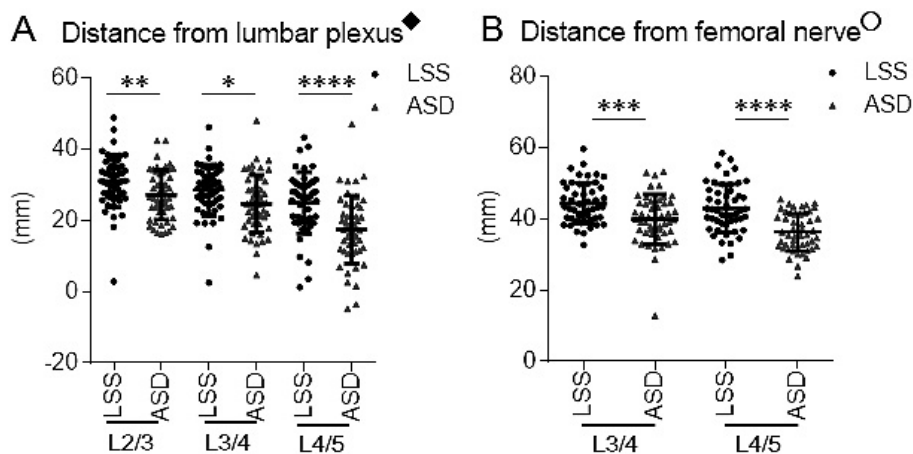 A Distance from lumbar plexus◆
LSS
ASD
** * ****
60
40
20
0
-20
(mm)
LSS ASD LSS ASD LSS ASD
L2/3 L3/4 L4/5
B Distance from femoral nerve○
LSS
ASD
*** ****
80
60
40
20
0
(mm)
LSS ASD LSS ASD
L3/4 L4/5